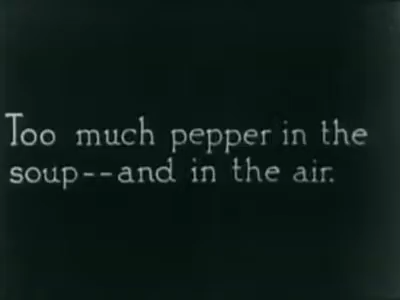 Too much pepper in the
soup--and in the air.